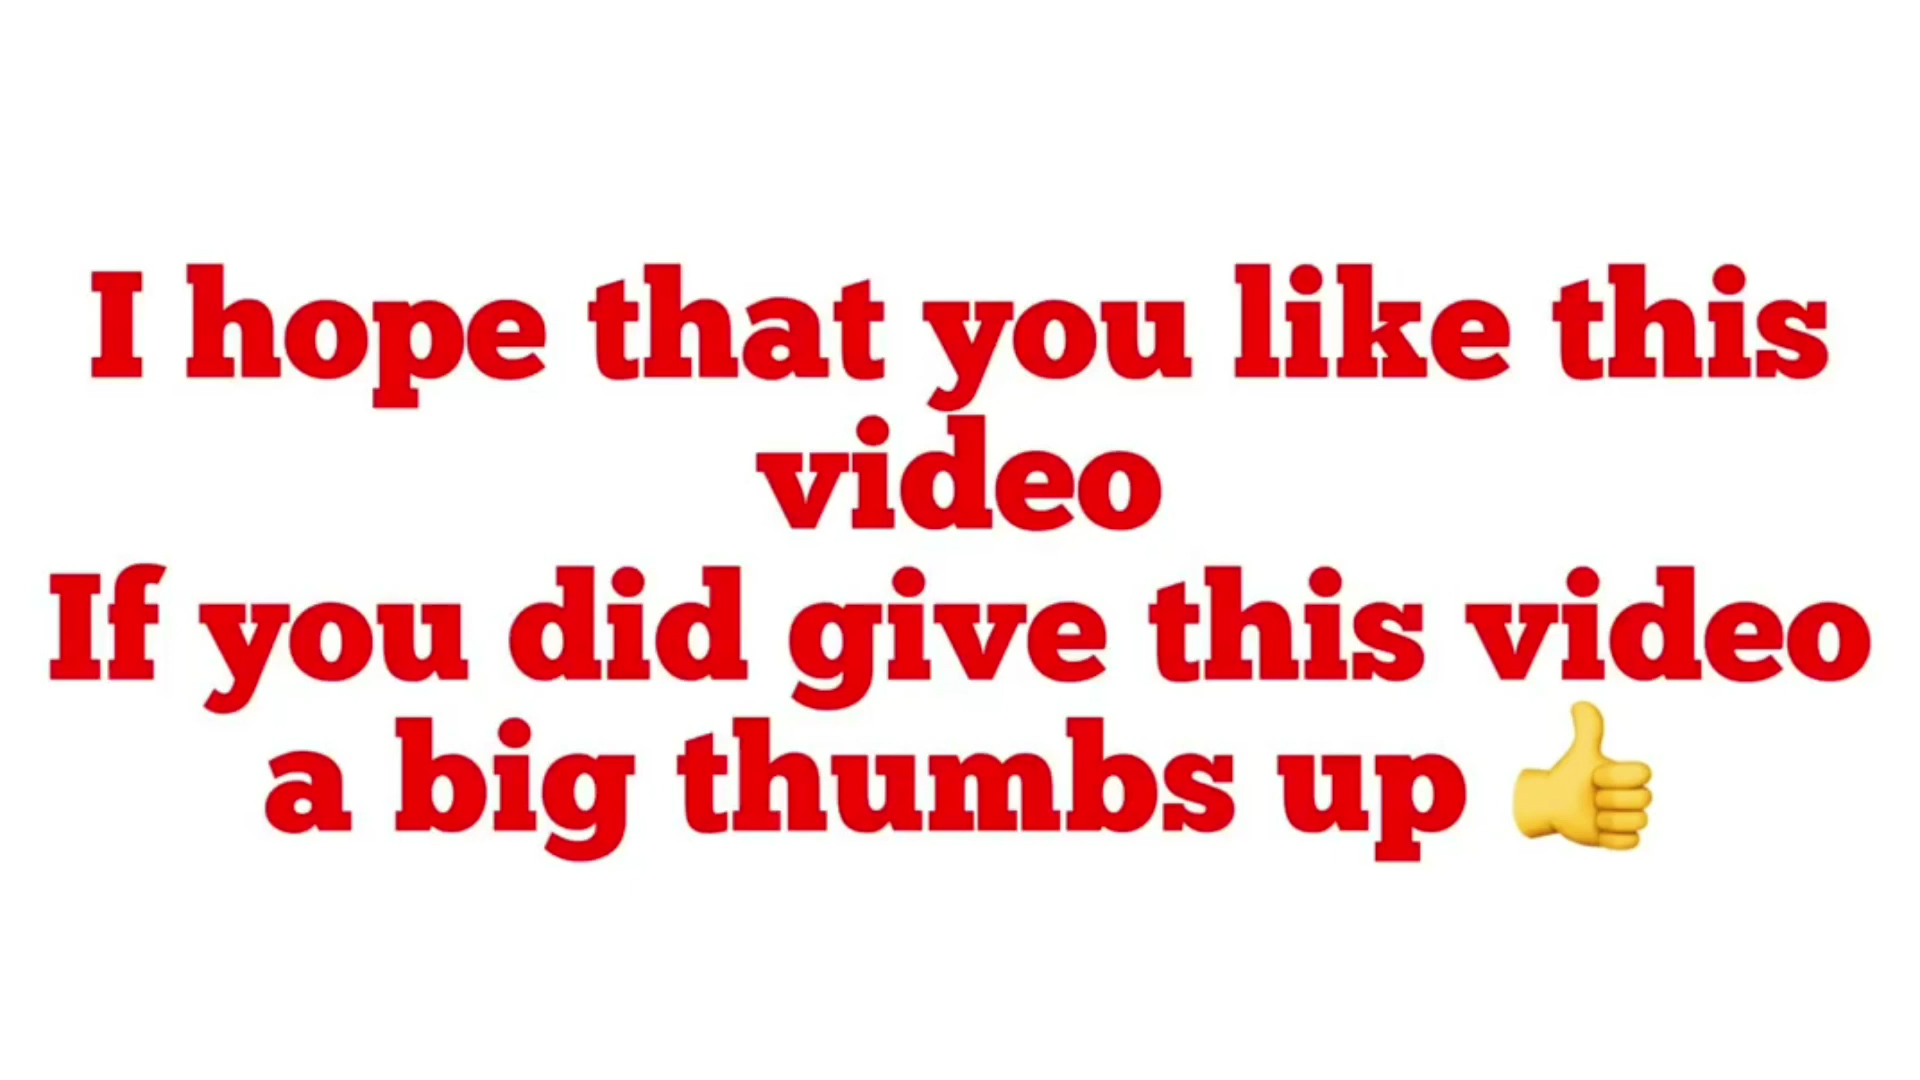 I hope that you like this
video
If you did give this video
a big thumbs up 👍